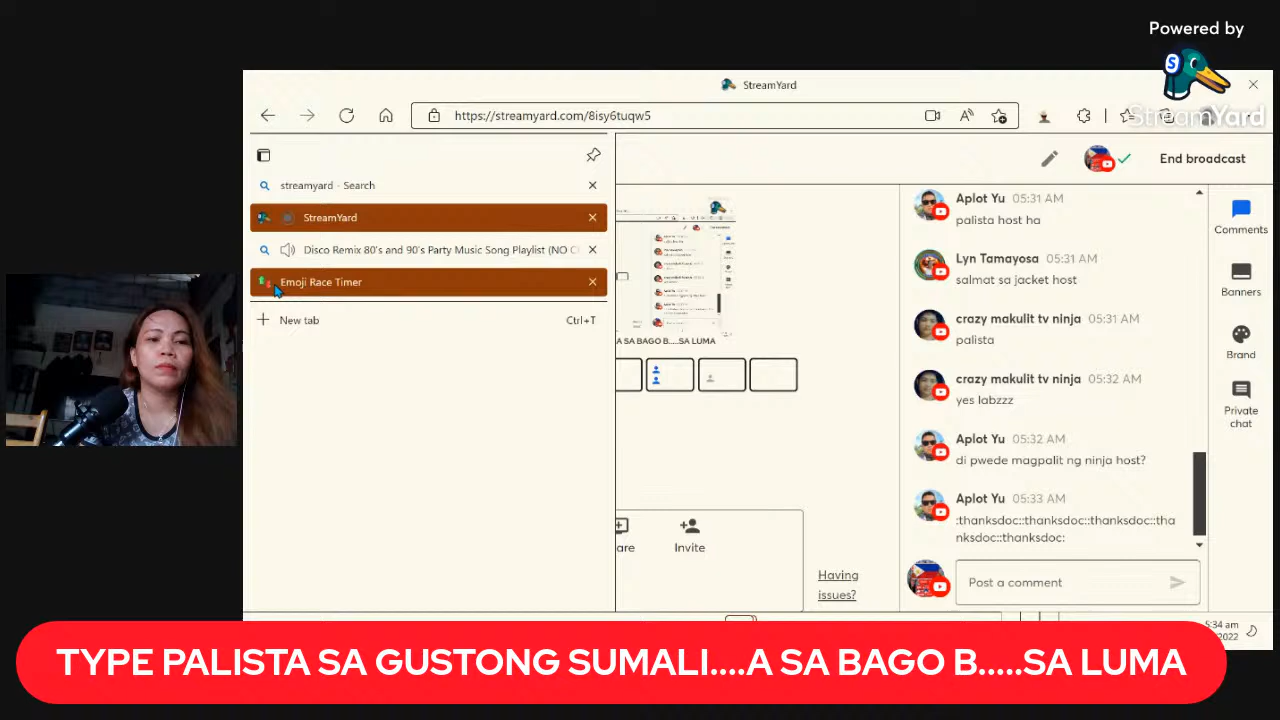 Powered by
StreamYard
StreamYard
https://streamyard.com/8isy6tuqw5
End broadcast
streamyard - Search
StreamYard
Disco Remix 80's and 90's Party Music Song Playlist (NO C
Emoji Race Timer
New tab
Ctrl+T
A SA BAGO B.....SA LUMA
are
Invite
Having
issues?
Aplot Yu 05:31 AM
palista host ha
Lyn Tamayosa 05:31 AM
salmat sa jacket host
crazy makulit tv ninja 05:31 AM
palista
crazy makulit tv ninja 05:32 AM
yes labzzz
Aplot Yu 05:32 AM
di pwede magpalit ng ninja host?
Aplot Yu 05:33 AM
:thanksdoc::thanksdoc::thanksdoc::tha
nksdoc::thanksdoc:
Post a comment
Comments
Banners
Brand
Private
chat
5:34 am
2022
TYPE PALISTA SA GUSTONG SUMALI....A SA BAGO B.....SA LUMA